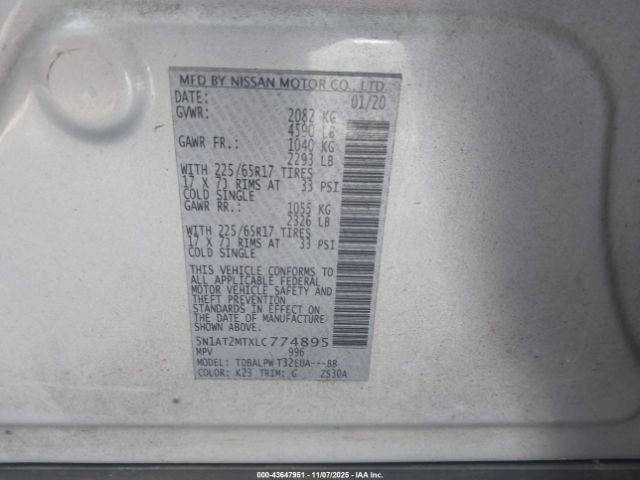 MFD BY NISSAN MOTOR CO., LTD
DATE: 01/20
GVWR: 2082 KG
4590 LB
GAWR FR.: 1040 KG
2293 LB
WITH 225/65R17 TIRES
17 X 7J RIMS AT 33 PSI
COLD SINGLE
GAWR RR.: 1055 KG
2326 LB
WITH 225/65R17 TIRES
17 X 7J RIMS AT 33 PSI
COLD SINGLE
THIS VEHICLE CONFORMS TO
ALL APPLICABLE FEDERAL
MOTOR VEHICLE SAFETY AND
THEFT PREVENTION
STANDARDS IN EFFECT ON
THE DATE OF MANUFACTURE
SHOWN ABOVE.
5N1AT2MTXLC774895
MPV 996
MODEL: TDBALPWT32EUA---BB
COLOR: K23 TRIM: G ZS30A
000-43647951 - 11/07/2025 - IAA Inc.